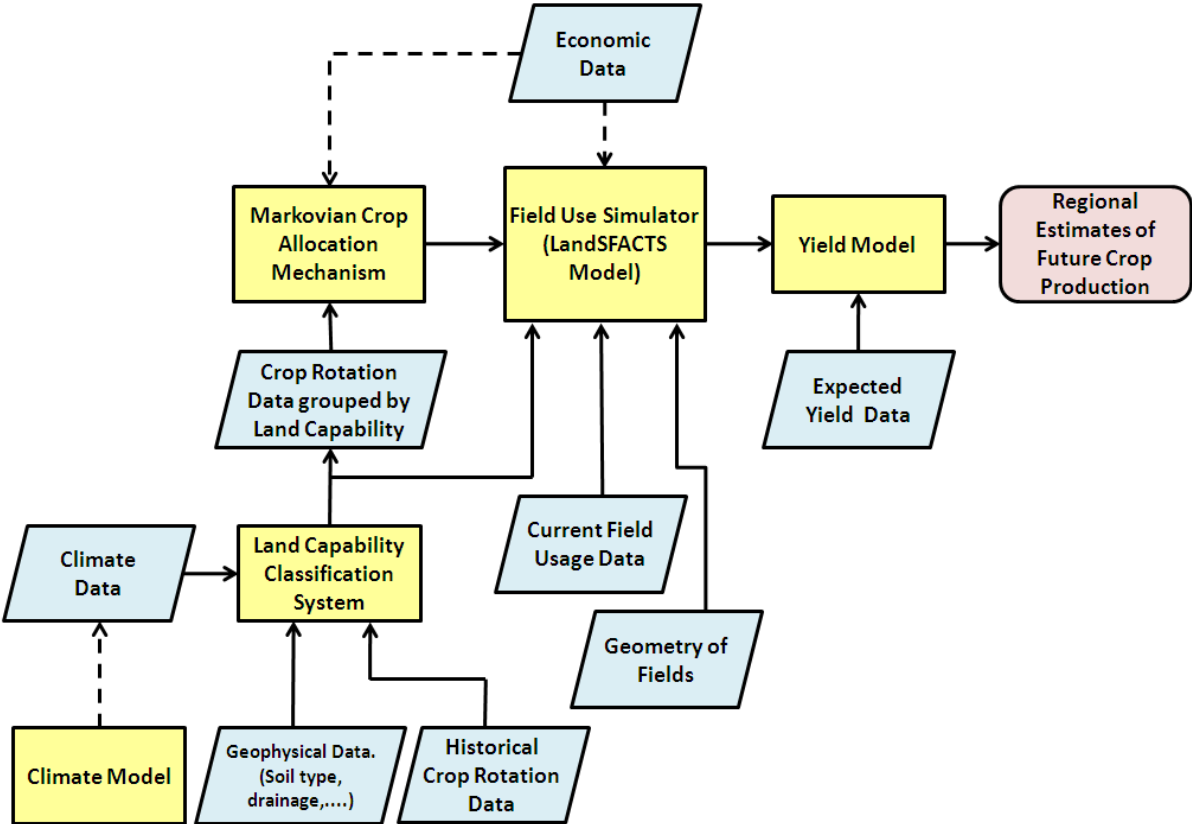 Economic
Data
Markovian Crop
Allocation
Mechanism
Field Use Simulator
(LandSFACTS
Model)
Yield Model
Regional
Estimates of
Future Crop
Production
Crop Rotation
Data grouped by
Land Capability
Expected
Yield Data
Climate
Data
Land Capability
Classification
System
Current Field
Usage Data
Geometry of
Fields
Climate Model
Geophysical Data.
(Soil type,
drainage,....)
Historical
Crop Rotation
Data